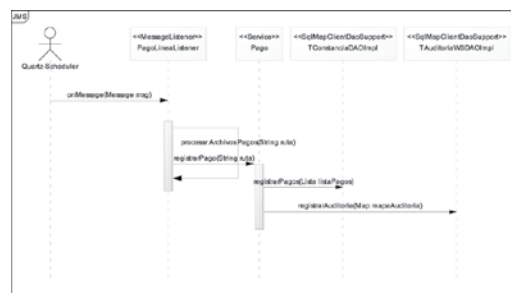 JMS
<<MessageListener>> <<Service>> <<SqlMapClientDaoSupport>> <<SqlMapClientDaoSupport>>
PagoLineaListener Pago TConstanciaDAOImpl TAuditoriaWSDAOImpl
Quartz-Scheduler
onMessage(Message msg)
procesarArchivosPagos(String ruta)
registrarPago(String ruta)
registrarPagos(Lista listaPagos)
registrarAuditoria(Map mapaAuditoria)